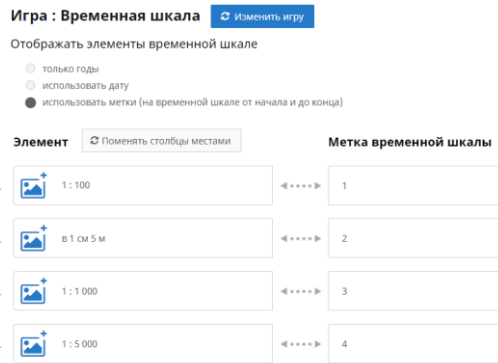 Игра : Временная шкала Изменить игру
Отображать элементы временной шкале
только годы
использовать дату
использовать метки (на временной шкале от начала и до конца)
Элемент Поменять столбцы местами Метка временной шкалы
1 : 100 1
в 1 см 5 м 2
1 : 1 000 3
1 : 5 000 4